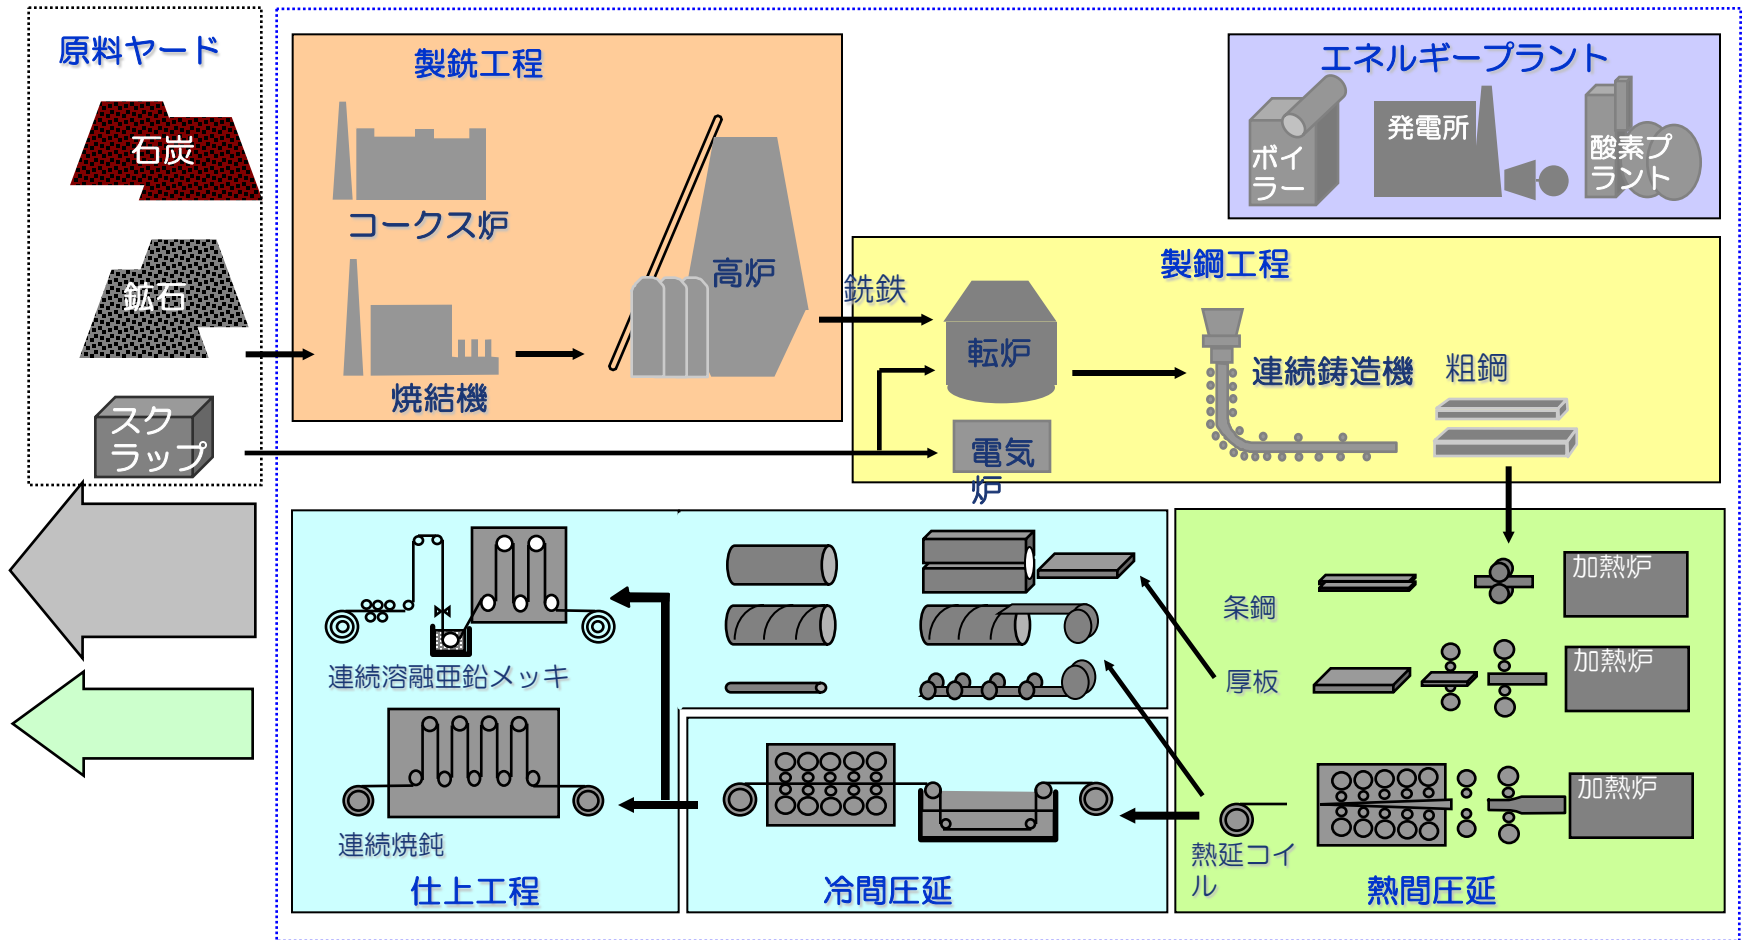 原料ヤード
石炭
鉱石
スク
ラップ
製銑工程
コークス炉
焼結機
高炉
銑鉄
エネルギープラント
ボイ
ラー
発電所
酸素プ
ラント
製鋼工程
転炉
電気
炉
連続鋳造機
粗鋼
加熱炉
条鋼
加熱炉
厚板
加熱炉
熱延コイ
ル
熱間圧延
冷間圧延
連続溶融亜鉛メッキ
連続焼鈍
仕上工程